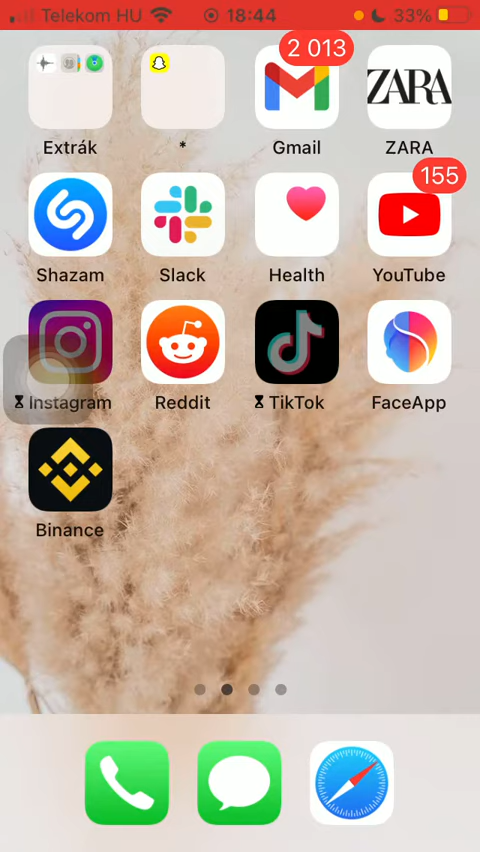 Telekom HU 18:44 33%
2 013
ZARA
Extrák * Gmail ZARA
155
Shazam Slack Health YouTube
Instagram Reddit TikTok FaceApp
Binance